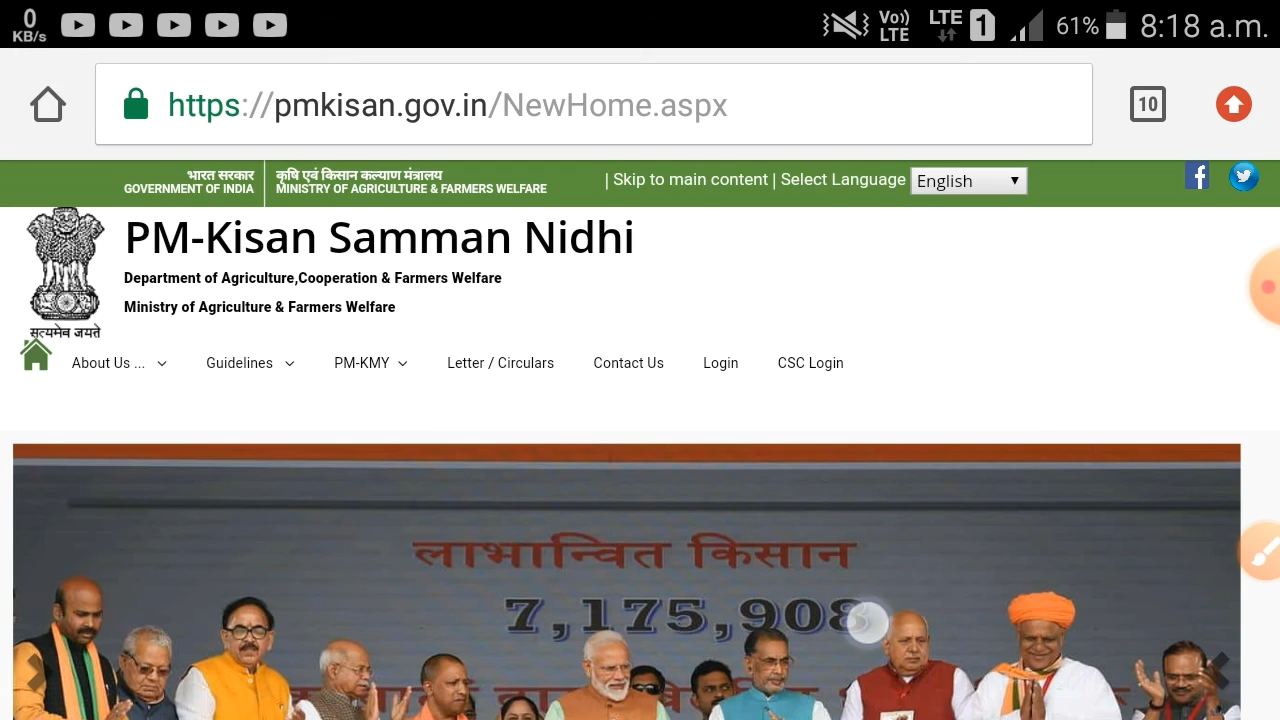 0
KB/s
Vo))
LTE
LTE
1
61%
8:18 a.m.
https://pmkisan.gov.in/NewHome.aspx
10
भारत सरकार
GOVERNMENT OF INDIA
कृषि एवं किसान कल्याण मंत्रालय
MINISTRY OF AGRICULTURE & FARMERS WELFARE
| Skip to main content | Select Language English
PM-Kisan Samman Nidhi
Department of Agriculture,Cooperation & Farmers Welfare
Ministry of Agriculture & Farmers Welfare
सत्यमेव जयते
About Us ... Guidelines PM-KMY Letter / Circulars Contact Us Login CSC Login
लाभान्वित किसान
7,175,908